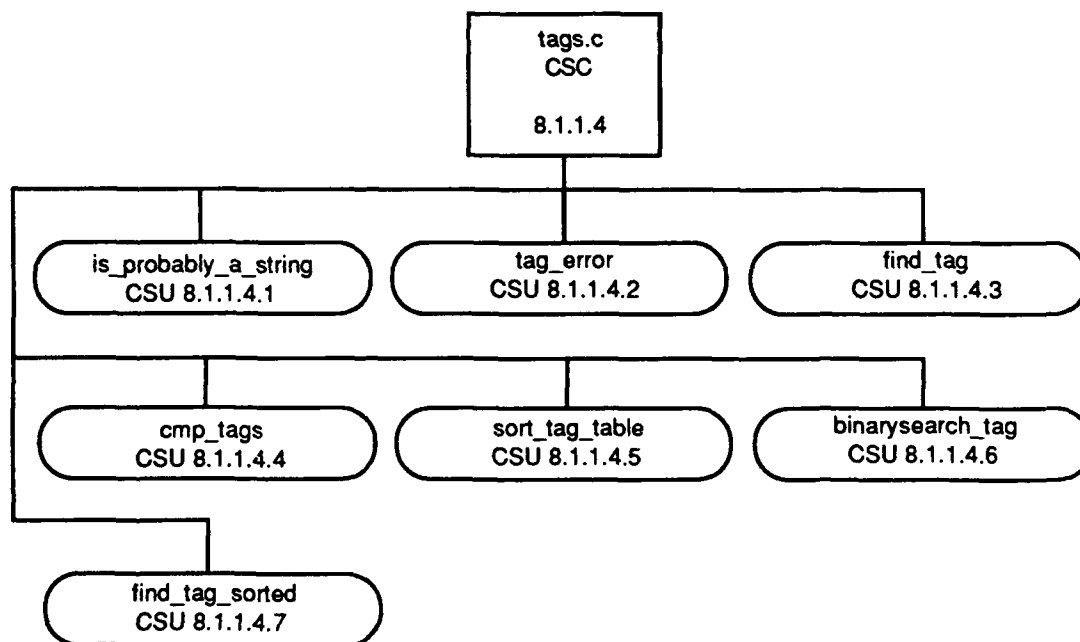 tags.c
CSC
8.1.1.4
is_probably_a_string
CSU 8.1.1.4.1
tag_error
CSU 8.1.1.4.2
find_tag
CSU 8.1.1.4.3
cmp_tags
CSU 8.1.1.4.4
sort_tag_table
CSU 8.1.1.4.5
binarysearch_tag
CSU 8.1.1.4.6
find_tag_sorted
CSU 8.1.1.4.7